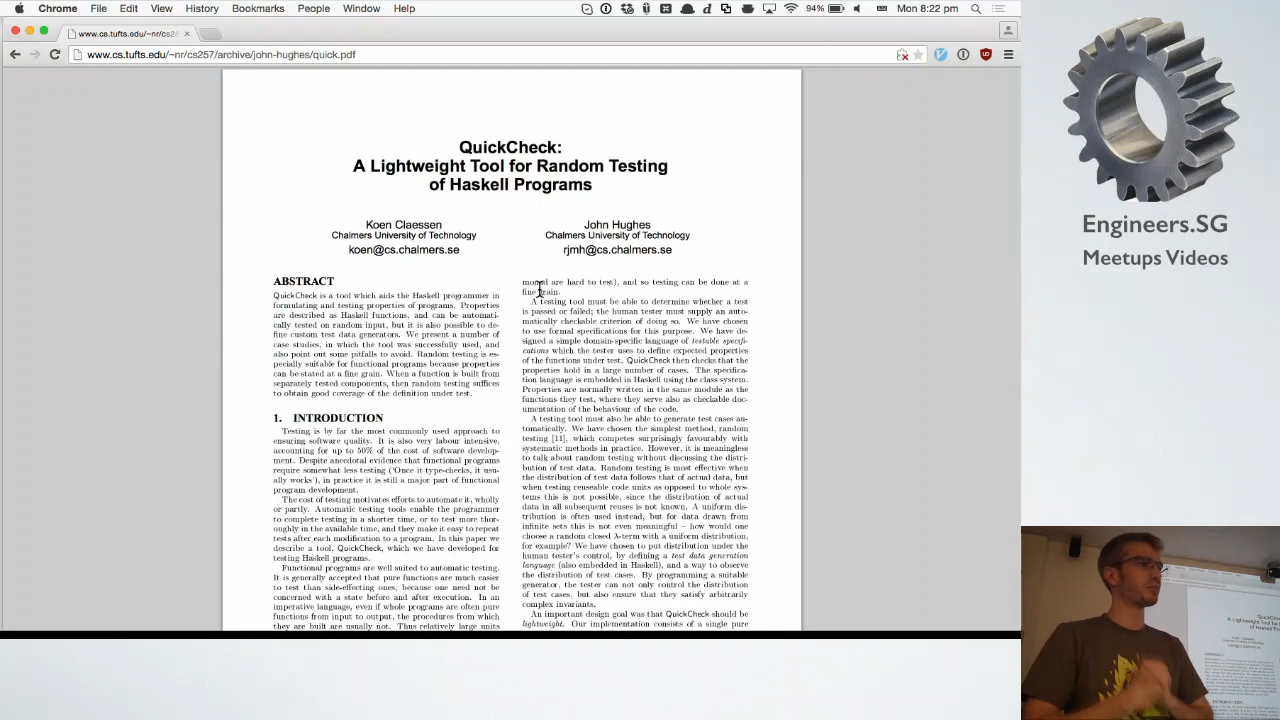 Chrome File Edit View History Bookmarks People Window Help
94% Mon 8:22 pm
www.cs.tufts.edu/~nr/cs25
www.cs.tufts.edu/~nr/cs257/archive/john-hughes/quick.pdf
QuickCheck:
A Lightweight Tool for Random Testing
of Haskell Programs
Koen Claessen
Chalmers University of Technology
koen@cs.chalmers.se
John Hughes
Chalmers University of Technology
rjmh@cs.chalmers.se
ABSTRACT
QuickCheck is a tool which aids the Haskell programmer in
formulating and testing properties of programs. Properties
are described as Haskell functions, and can be automati-
cally tested on random input, but it is also possible to de-
fine custom test data generators. We present a number of
case studies, in which the tool was successfully used, and
also point out some pitfalls to avoid. Random testing is es-
pecially suitable for functional programs because properties
can be stated at a fine grain. When a function is built from
separately tested components, then random testing suffices
to obtain good coverage of the definition under test.
1. INTRODUCTION
Testing is by far the most commonly used approach to
ensuring software quality. It is also very labour intensive,
accounting for up to 50% of the cost of software develop-
ment. Despite anecdotal evidence that functional programs
require somewhat less testing ('Once it type-checks, it usu-
ally works'), in practice it is still a major part of functional
program development.
The cost of testing motivates efforts to automate it, wholly
or partly. Automatic testing tools enable the programmer
to complete testing in a shorter time, or to test more thor-
oughly in the available time, and they make it easy to repeat
tests after each modification to a program. In this paper we
describe a tool, QuickCheck, which we have developed for
testing Haskell programs.
Functional programs are well suited to automatic testing.
It is generally accepted that pure functions are much easier
to test than side-effecting ones, because one need not be
concerned with a state before and after execution. In an
imperative language, even if whole programs are often pure
functions from input to output, the procedures from which
they are built are usually not. Thus relatively large units
monad are hard to test), and so testing can be done at a
fine grain.
A testing tool must be able to determine whether a test
is passed or failed; the human tester must supply an auto-
matically checkable criterion of doing so. We have chosen
to use formal specifications for this purpose. We have de-
signed a simple domain-specific language of testable specifi-
cations which the tester uses to define expected properties
of the functions under test. QuickCheck then checks that the
properties hold in a large number of cases. The specifica-
tion language is embedded in Haskell using the class system.
Properties are normally written in the same module as the
functions they test, where they serve also as checkable doc-
umentation of the behaviour of the code.
A testing tool must also be able to generate test cases au-
tomatically. We have chosen the simplest method, random
testing [11], which competes surprisingly favourably with
systematic methods in practice. However, it is meaningless
to talk about random testing without discussing the distri-
bution of test data. Random testing is most effective when
the distribution of test data follows that of actual data, but
when testing reuseable code units as opposed to whole sys-
tems this is not possible, since the distribution of actual
data in all subsequent reuses is not known. A uniform dis-
tribution is often used instead, but for data drawn from
infinite sets this is not even meaningful – how would one
choose a random closed λ-term with a uniform distribution,
for example? We have chosen to put distribution under the
human tester's control, by defining a test data generation
language (also embedded in Haskell), and a way to observe
the distribution of test cases. By programming a suitable
generator, the tester can not only control the distribution
of test cases, but also ensure that they satisfy arbitrarily
complex invariants.
An important design goal was that QuickCheck should be
lightweight. Our implementation consists of a single pure
Engineers.SG
Meetups Videos